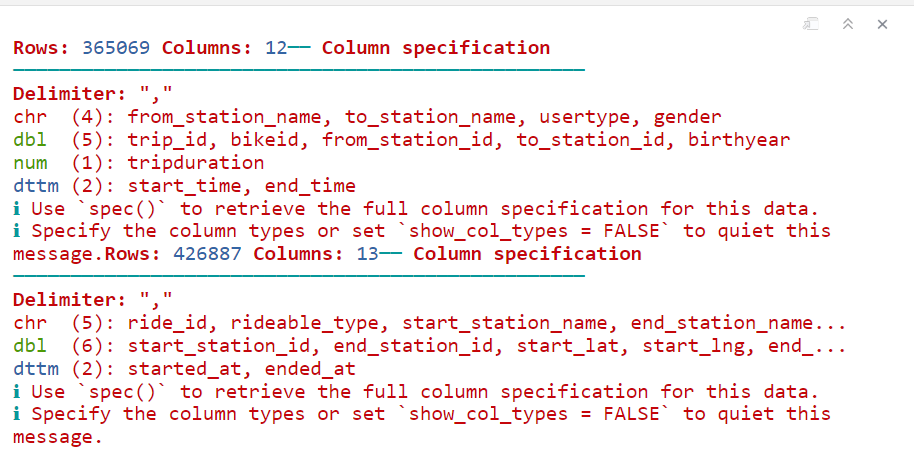 Rows: 365069 Columns: 12── Column specification
Delimiter: ","
chr  (4): from_station_name, to_station_name, usertype, gender
dbl  (5): trip_id, bikeid, from_station_id, to_station_id, birthyear
num  (1): tripduration
dttm (2): start_time, end_time
ℹ Use `spec()` to retrieve the full column specification for this data.
ℹ Specify the column types or set `show_col_types = FALSE` to quiet this
message.Rows: 426887 Columns: 13── Column specification
Delimiter: ","
chr  (5): ride_id, rideable_type, start_station_name, end_station_name...
dbl  (6): start_station_id, end_station_id, start_lat, start_lng, end_...
dttm (2): started_at, ended_at
ℹ Use `spec()` to retrieve the full column specification for this data.
ℹ Specify the column types or set `show_col_types = FALSE` to quiet this
message.